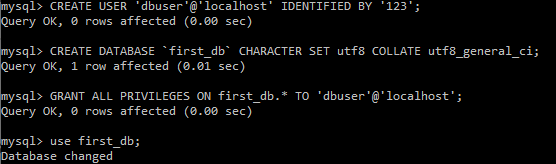 mysql> CREATE USER 'dbuser'@'localhost' IDENTIFIED BY '123';
Query OK, 0 rows affected (0.00 sec)
mysql> CREATE DATABASE `first_db` CHARACTER SET utf8 COLLATE utf8_general_ci;
Query OK, 1 row affected (0.01 sec)
mysql> GRANT ALL PRIVILEGES ON first_db.* TO 'dbuser'@'localhost';
Query OK, 0 rows affected (0.00 sec)
mysql> use first_db;
Database changed